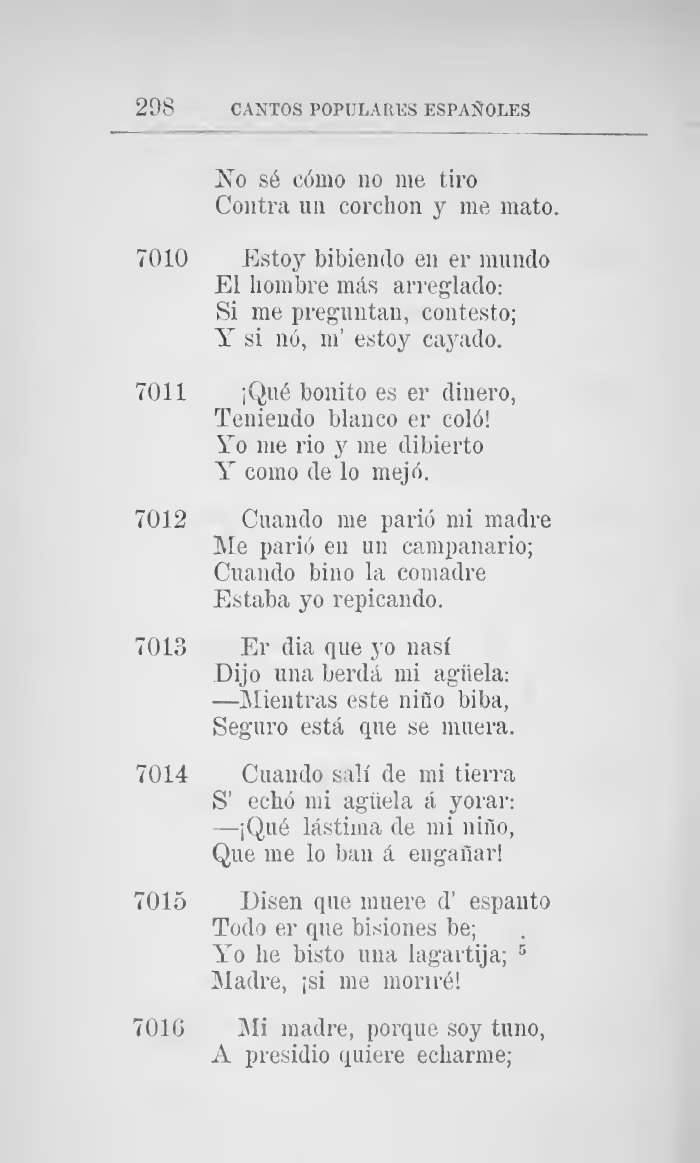 298 CANTOS POPULARES ESPAÑOLES
No sé cómo no me tiro
Contra un corchon y me mato.
7010 Estoy bibiendo en er mundo
El hombre más arreglado:
Si me preguntan, contesto;
Y si nó, m' estoy cayado.
7011 ¡Qué bonito es er dinero,
Teniendo blanco er coló!
Yo me rio y me dibierto
Y como de lo mejó.
7012 Cuando me parió mi madre
Me parió en un campanario;
Cuando bino la comadre
Estaba yo repicando.
7013 Er dia que yo nasí
Dijo una berdá mi agüela:
—Mientras este niño biba,
Seguro está que se muera.
7014 Cuando salí de mi tierra
S' echó mi agüela á yorar:
—¡Qué lástima de mi niño,
Que me lo ban á engañar!
7015 Disen que muere d' espanto
Todo er que bisiones be;
Yo he bisto una lagartija; 5
Madre, ¡si me moriré!
7016 Mi madre, porque soy tuno,
A presidio quiere echarme;